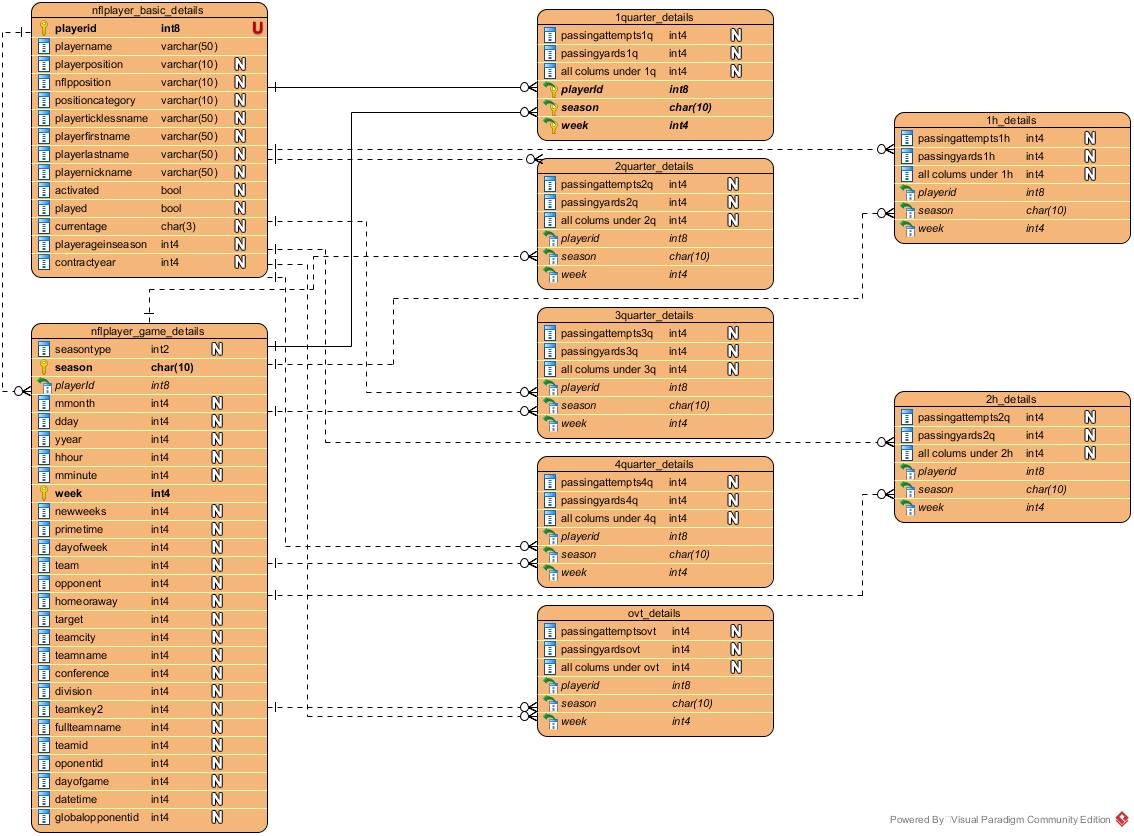 nflplayer_basic_details
playerid int8 U
playername varchar(50)
playerposition varchar(10) N
nflpposition varchar(10) N
positioncategory varchar(10) N
playerticklessname varchar(50) N
playerfirstname varchar(50) N
playerlastname varchar(50) N
playernickname varchar(50) N
activated bool N
played bool N
currentage char(3) N
playerageinseason int4 N
contractyear int4 N
nflplayer_game_details
seasontype int2 N
season char(10)
playerId int8
mmonth int4 N
dday int4 N
yyear int4 N
hhour int4 N
mminute int4 N
week int4
newweeks int4 N
primetime int4 N
dayofweek int4 N
team int4 N
opponent int4 N
homeoraway int4 N
target int4 N
teamcity int4 N
teamname int4 N
conference int4 N
division int4 N
teamkey2 int4 N
fullteamname int4 N
teamid int4 N
oponentid int4 N
dayofgame int4 N
datetime int4 N
globalopponentid int4 N
1quarter_details
passingattempts1q int4 N
passingyards1q int4 N
all colums under 1q int4 N
playerId int8
season char(10)
week int4
2quarter_details
passingattempts2q int4 N
passingyards2q int4 N
all colums under 2q int4 N
playerid int8
season char(10)
week int4
3quarter_details
passingattempts3q int4 N
passingyards3q int4 N
all colums under 3q int4 N
playerid int8
season char(10)
week int4
4quarter_details
passingattempts4q int4 N
passingyards4q int4 N
all colums under 4q int4 N
playerid int8
season char(10)
week int4
ovt_details
passingattemptsovt int4 N
passingyardsovt int4 N
all colums under ovt int4 N
playerid int8
season char(10)
week int4
1h_details
passingattempts1h int4 N
passingyards1h int4 N
all colums under 1h int4 N
playerid int8
season char(10)
week int4
2h_details
passingattempts2q int4 N
passingyards2q int4 N
all colums under 2h int4 N
playerid int8
season char(10)
week int4
Powered By Visual Paradigm Community Edition